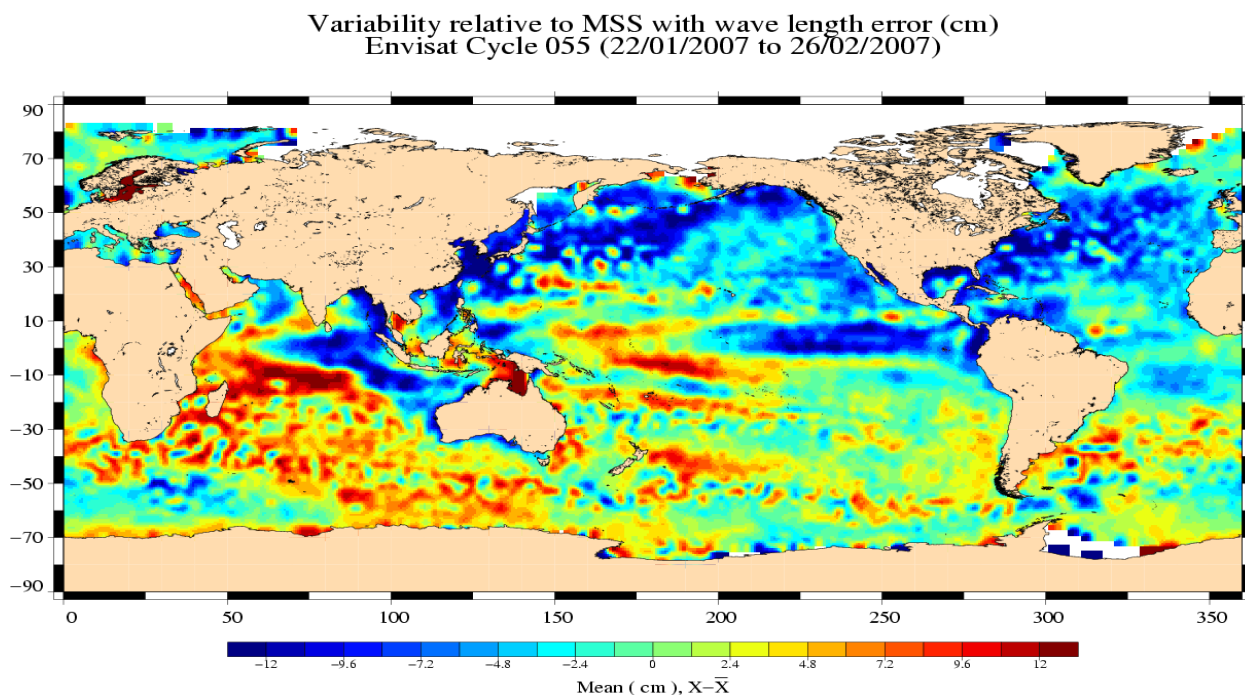 Variability relative to MSS with wave length error (cm)
Envisat Cycle 055 (22/01/2007 to 26/02/2007)
90
70
50
30
10
−10
−30
−50
−70
−90
0 50 100 150 200 250 300 350
−12 −9.6 −7.2 −4.8 −2.4 0 2.4 4.8 7.2 9.6 12
Mean ( cm ), X−X̅